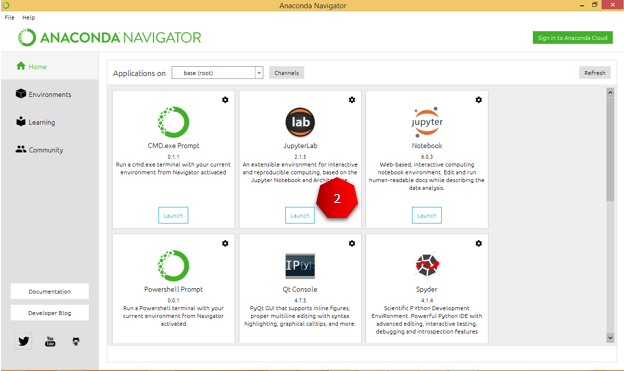 Anaconda Navigator
File Help
ANACONDA NAVIGATOR
Sign in to Anaconda Cloud
Home
Environments
Learning
Community
Documentation
Developer Blog
You
Tube
Applications on base (root) Channels Refresh
CMD.exe Prompt
0.1.1
Run a cmd.exe terminal with your current
environment from Navigator activated
Launch
lab
JupyterLab
2.1.5
An extensible environment for interactive
and reproducible computing, based on the
Jupyter Notebook and
2
Launch
jupyter
Notebook
6.0.3
Web-based, interactive computing
notebook environment. Edit and run
human-readable docs while describing the
data analysis.
Launch
Powershell Prompt
0.0.1
Run a Powershell terminal with your
current environment from Navigator
activated
IP[y]:
Qt Console
4.7.5
PyQt GUI that supports inline figures,
proper multiline editing with syntax
highlighting, graphical calltips, and more.
Spyder
4.1.4
Scientific PYthon Development
EnviRonment. Powerful Python IDE with
advanced editing, interactive testing,
debugging and introspection features